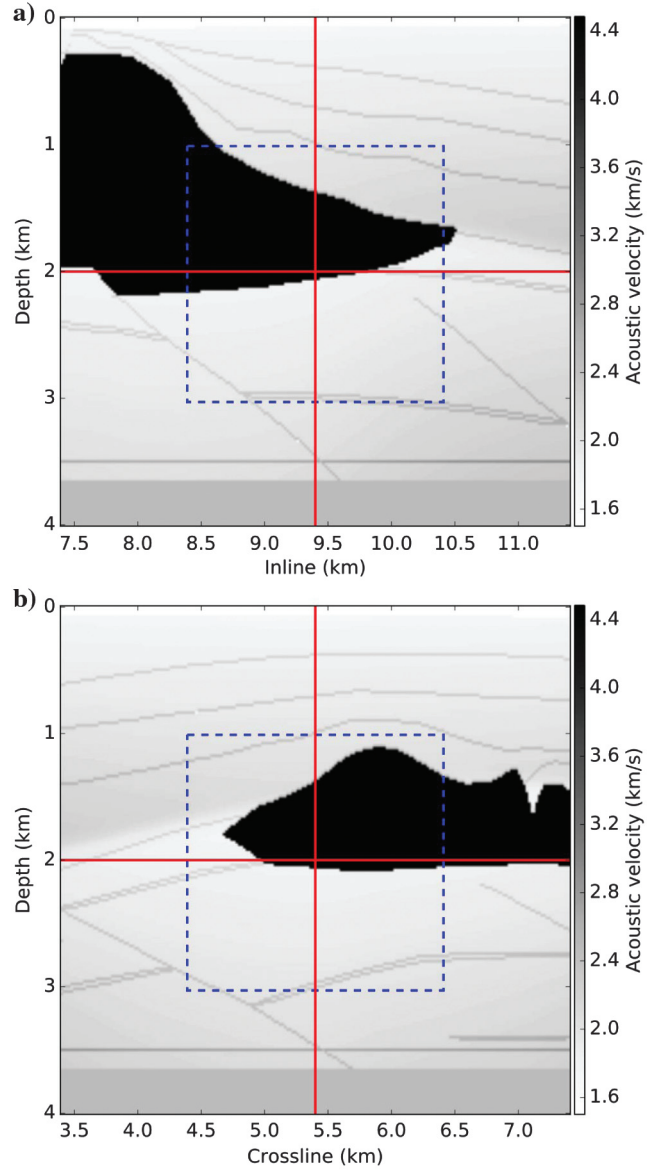 a)
0
1
2
3
4
Depth (km)
7.5 8.0 8.5 9.0 9.5 10.0 10.5 11.0
Inline (km)
4.4
4.0
3.6
3.2
2.8
2.4
2.0
1.6
Acoustic velocity (km/s)
b)
0
1
2
3
4
Depth (km)
3.5 4.0 4.5 5.0 5.5 6.0 6.5 7.0
Crossline (km)
4.4
4.0
3.6
3.2
2.8
2.4
2.0
1.6
Acoustic velocity (km/s)